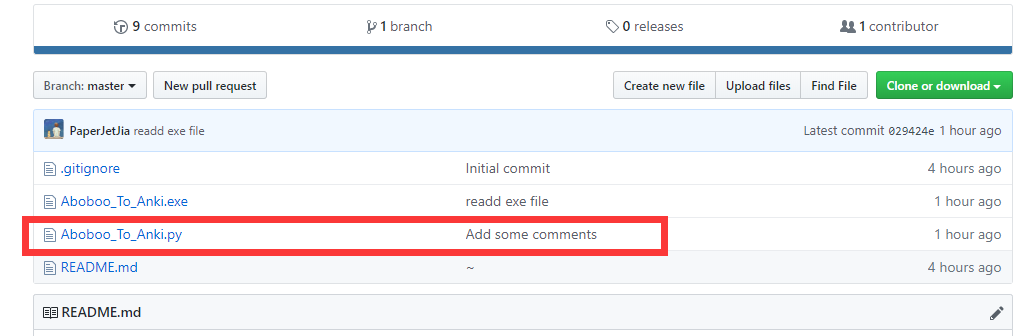 9 commits 1 branch 0 releases 1 contributor
Branch: master New pull request Create new file Upload files Find File Clone or download
PaperJetJia readd exe file Latest commit 029424e 1 hour ago
.gitignore Initial commit 4 hours ago
Aboboo_To_Anki.exe readd exe file 1 hour ago
Aboboo_To_Anki.py Add some comments 1 hour ago
README.md ~ 4 hours ago
README.md